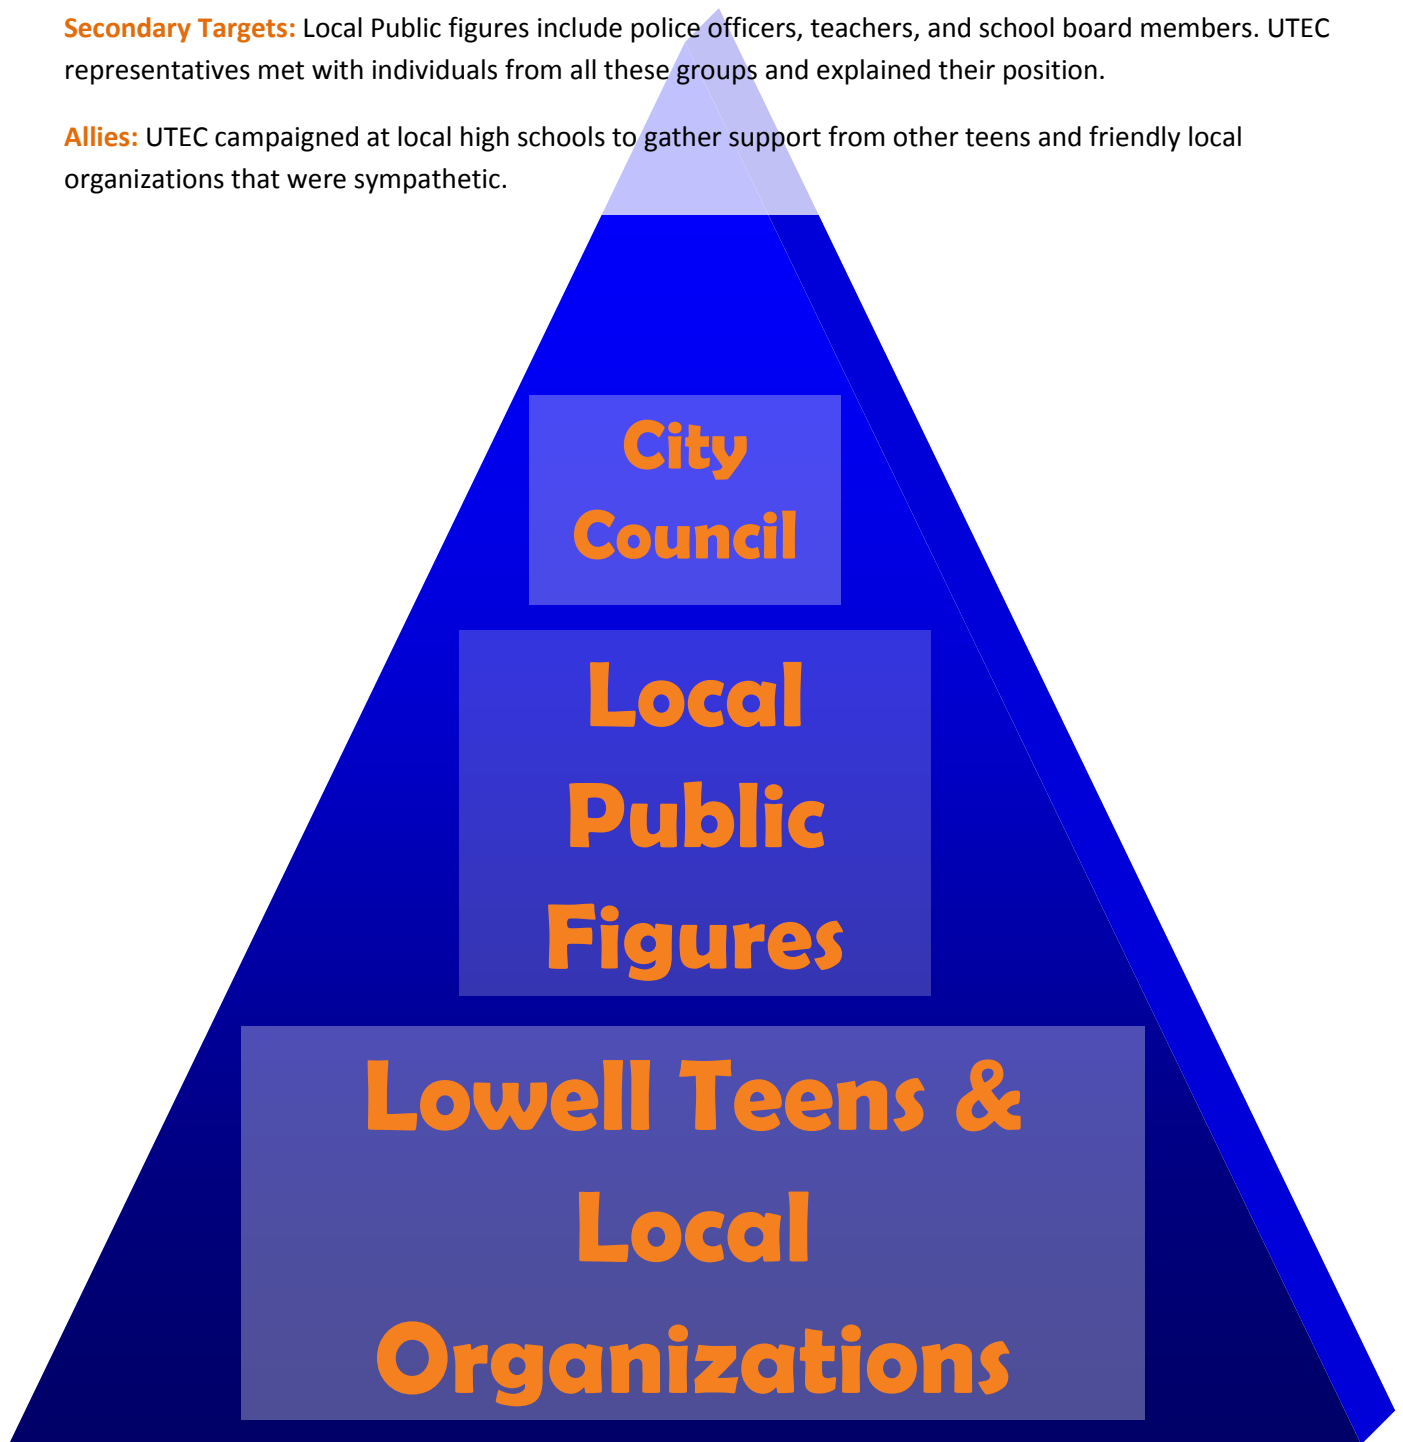 Secondary Targets: Local Public figures include police officers, teachers, and school board members. UTEC
representatives met with individuals from all these groups and explained their position.
Allies: UTEC campaigned at local high schools to gather support from other teens and friendly local
organizations that were sympathetic.
City
Council
Local
Public
Figures
Lowell Teens &
Local
Organizations